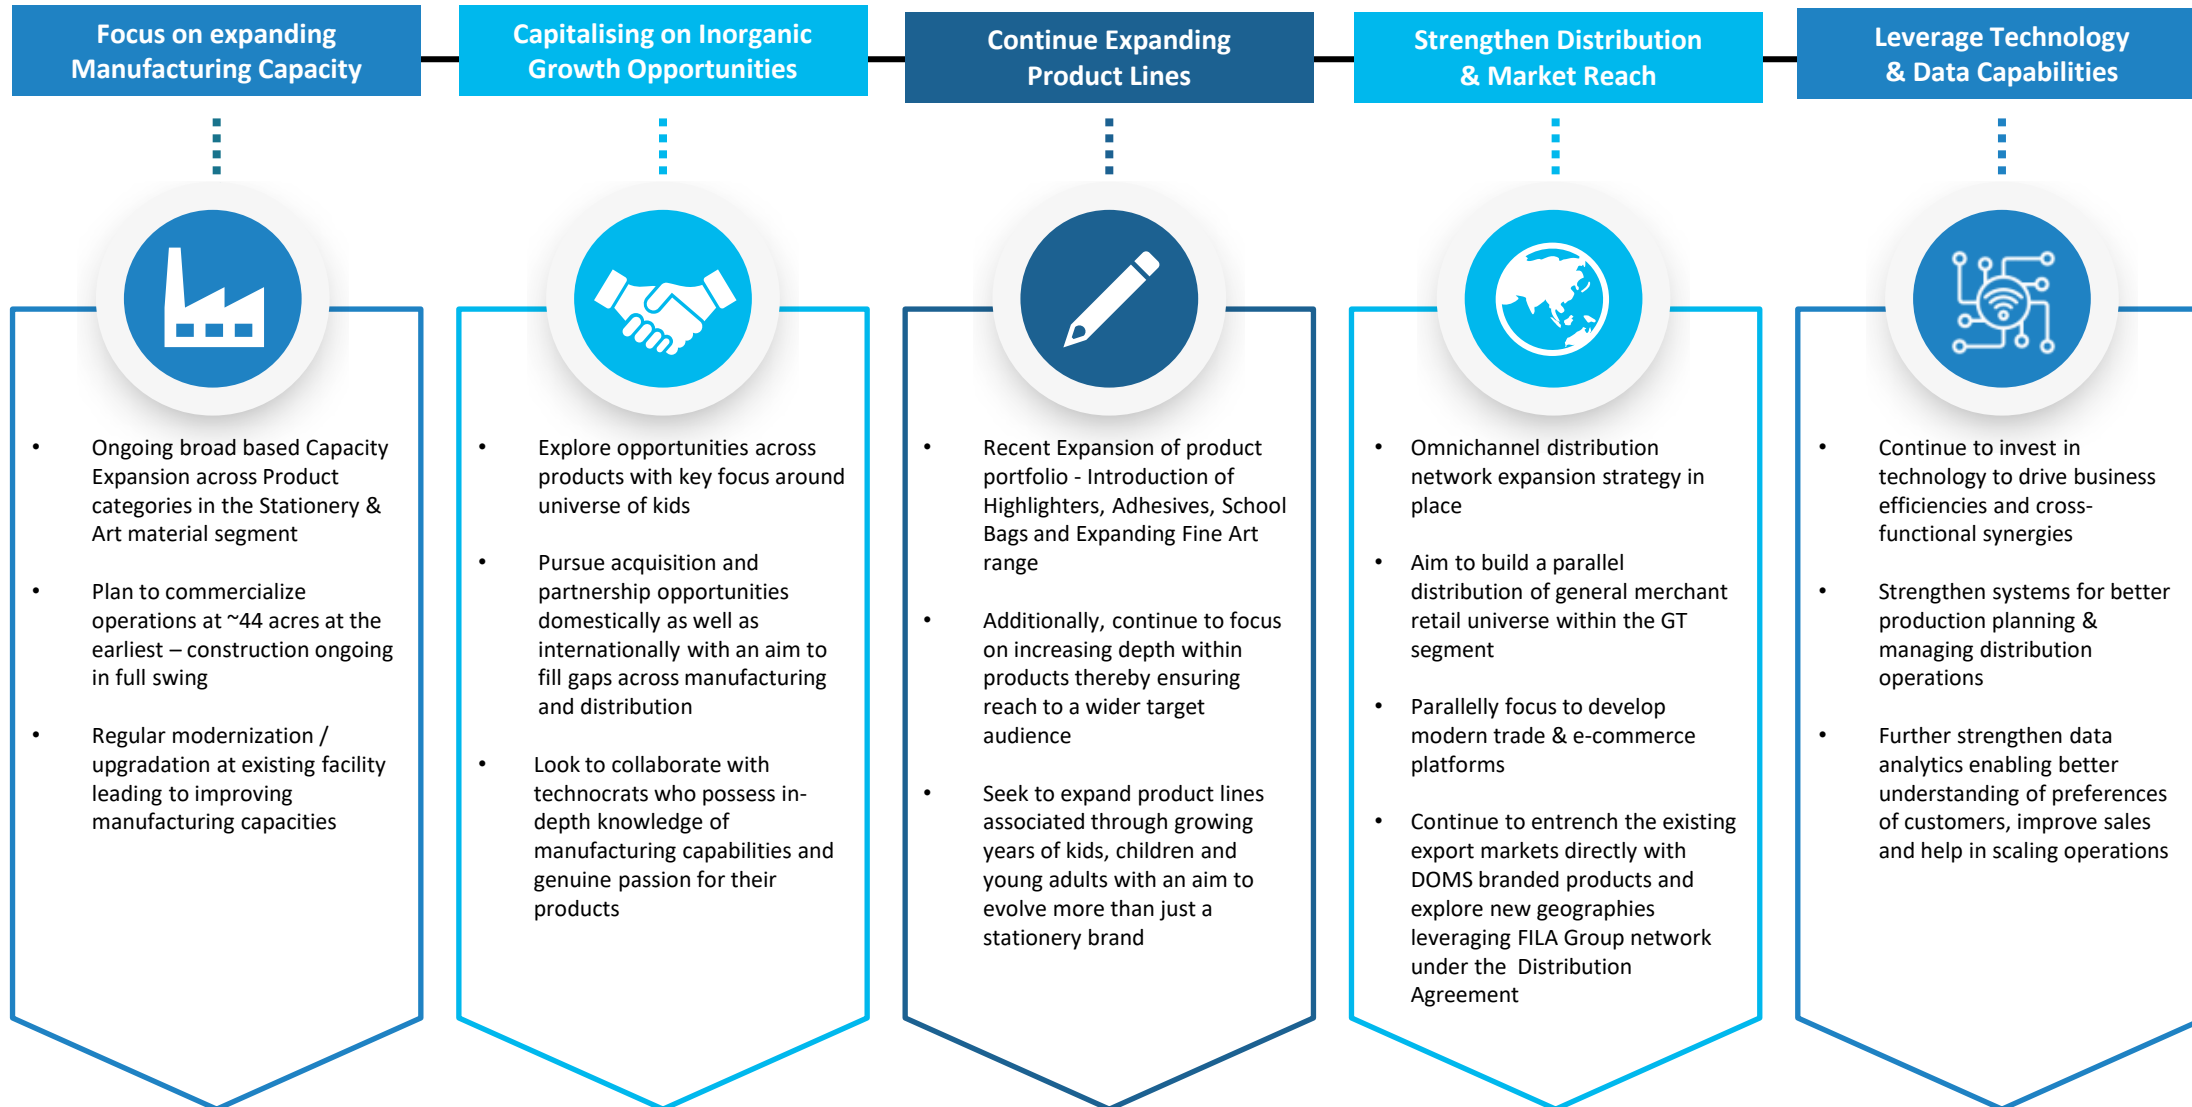 Focus on expanding
Manufacturing Capacity
• Ongoing broad based Capacity
Expansion across Product
categories in the Stationery &
Art material segment
• Plan to commercialize
operations at ~44 acres at the
earliest – construction ongoing
in full swing
• Regular modernization /
upgradation at existing facility
leading to improving
manufacturing capacities
Capitalising on Inorganic
Growth Opportunities
• Explore opportunities across
products with key focus around
universe of kids
• Pursue acquisition and
partnership opportunities
domestically as well as
internationally with an aim to
fill gaps across manufacturing
and distribution
• Look to collaborate with
technocrats who possess in-
depth knowledge of
manufacturing capabilities and
genuine passion for their
products
Continue Expanding
Product Lines
• Recent Expansion of product
portfolio - Introduction of
Highlighters, Adhesives, School
Bags and Expanding Fine Art
range
• Additionally, continue to focus
on increasing depth within
products thereby ensuring
reach to a wider target
audience
• Seek to expand product lines
associated through growing
years of kids, children and
young adults with an aim to
evolve more than just a
stationery brand
Strengthen Distribution
& Market Reach
• Omnichannel distribution
network expansion strategy in
place
• Aim to build a parallel
distribution of general merchant
retail universe within the GT
segment
• Parallelly focus to develop
modern trade & e-commerce
platforms
• Continue to entrench the existing
export markets directly with
DOMS branded products and
explore new geographies
leveraging FILA Group network
under the Distribution
Agreement
Leverage Technology
& Data Capabilities
• Continue to invest in
technology to drive business
efficiencies and cross-
functional synergies
• Strengthen systems for better
production planning &
managing distribution
operations
• Further strengthen data
analytics enabling better
understanding of preferences
of customers, improve sales
and help in scaling operations